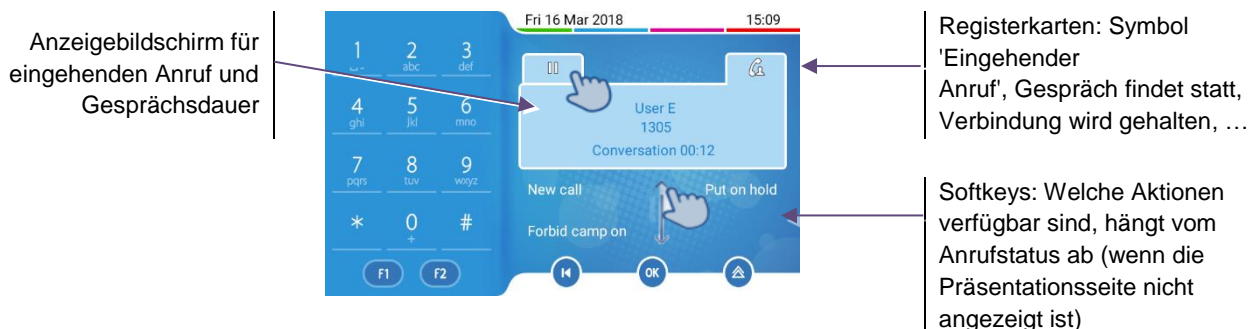 Anzeigebildschirm für
eingehenden Anruf und
Gesprächsdauer
Fri 16 Mar 2018 15:09
1 2 3
abc def
4 5 6
ghi jkl mno
7 8 9
pqrs tuv wxyz
* 0 #
+
F1 F2
User E
1305
Conversation 00:12
New call Put on hold
Forbid camp on
OK
Registerkarten: Symbol
'Eingehender
Anruf', Gespräch findet statt,
Verbindung wird gehalten, …
Softkeys: Welche Aktionen
verfügbar sind, hängt vom
Anrufstatus ab (wenn die
Präsentationsseite nicht
angezeigt ist)